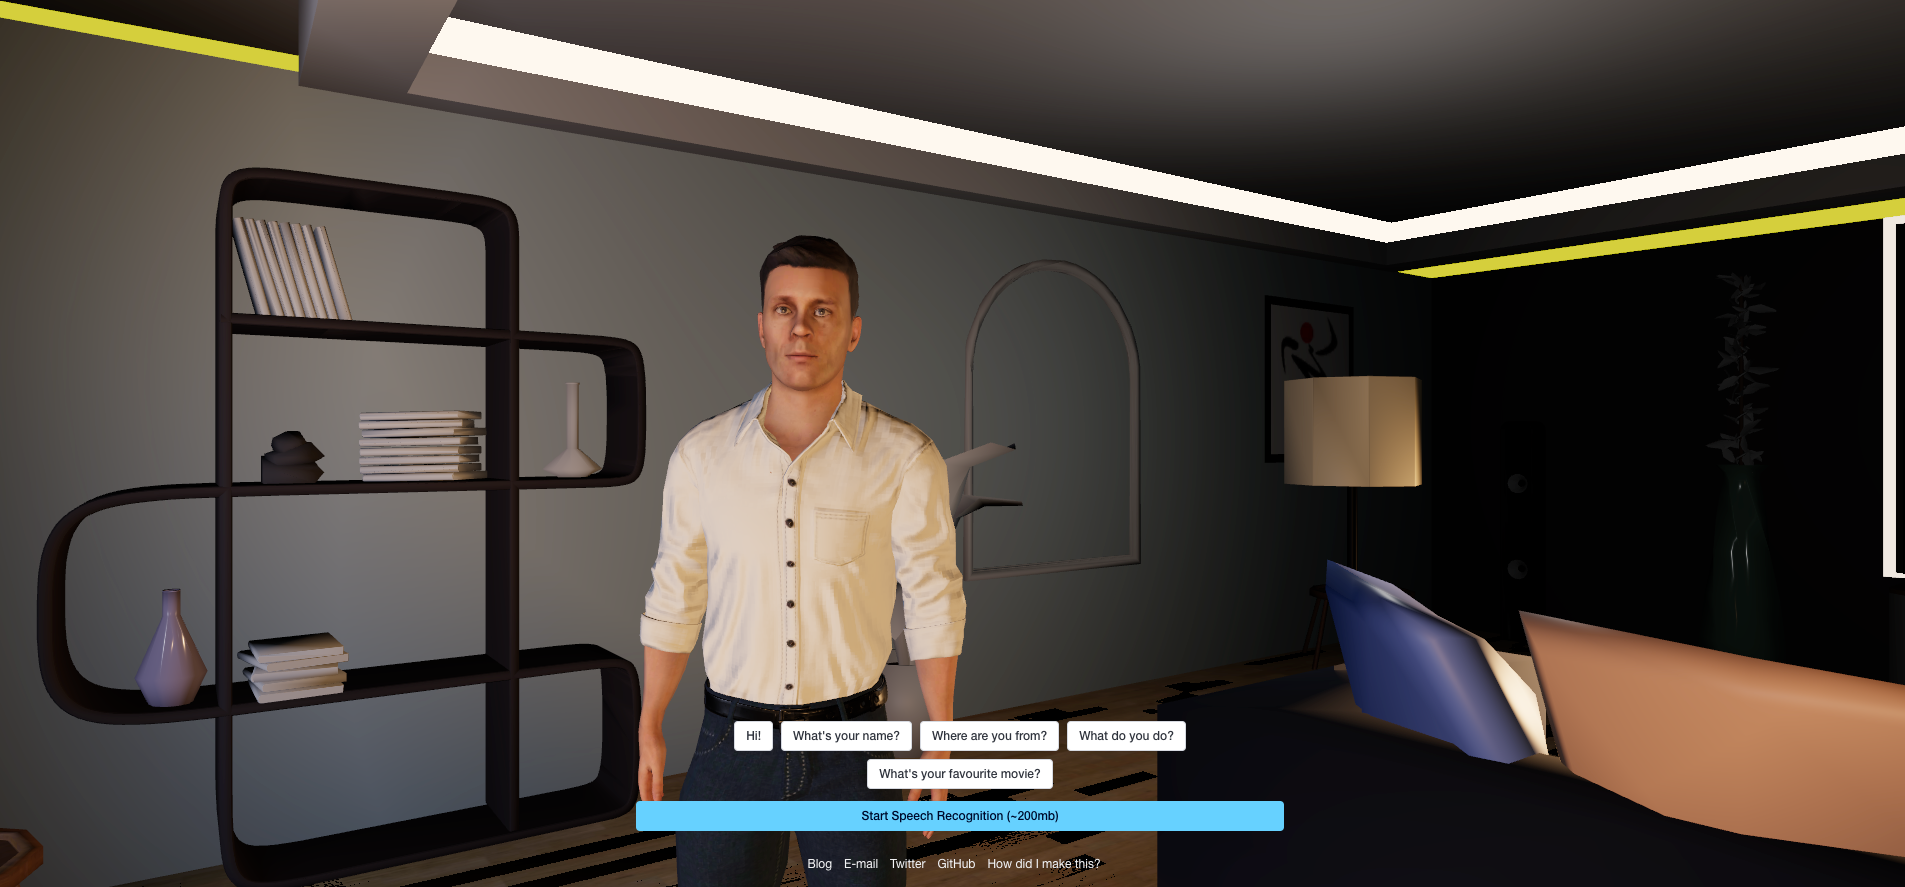 Hi! What's your name? Where are you from? What do you do?
What's your favourite movie?
Start Speech Recognition (~200mb)
Blog E-mail Twitter GitHub How did I make this?